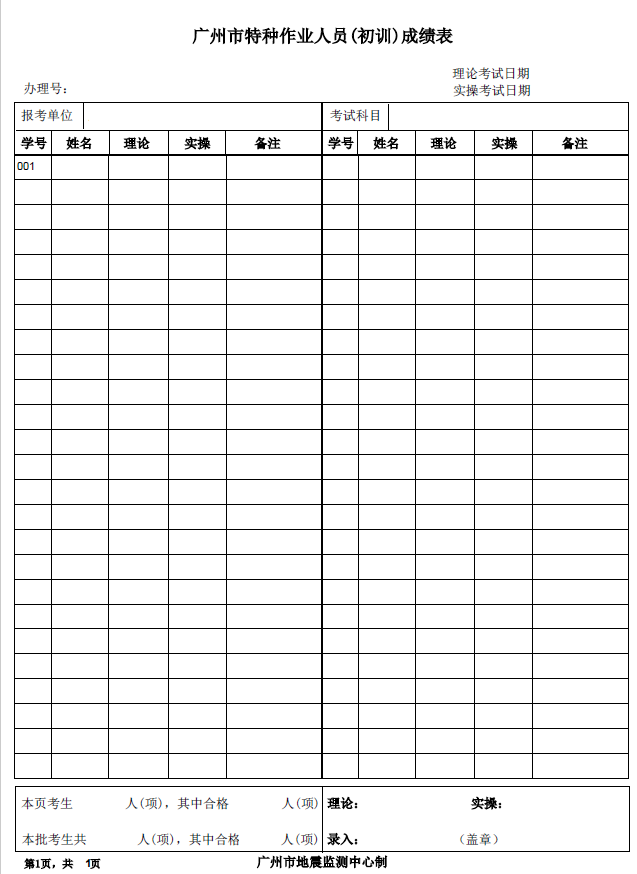 广州市特种作业人员(初训)成绩表
理论考试日期
办理号：
实操考试日期
报考单位 考试科目
学号 姓名 理论 实操 备注 学号 姓名 理论 实操 备注
001
本页考生 人(项)，其中合格 人(项) 理论： 实操：
本批考生共 人(项)，其中合格 人(项) 录入： （盖章）
第1页，共 1页 广州市地震监测中心制